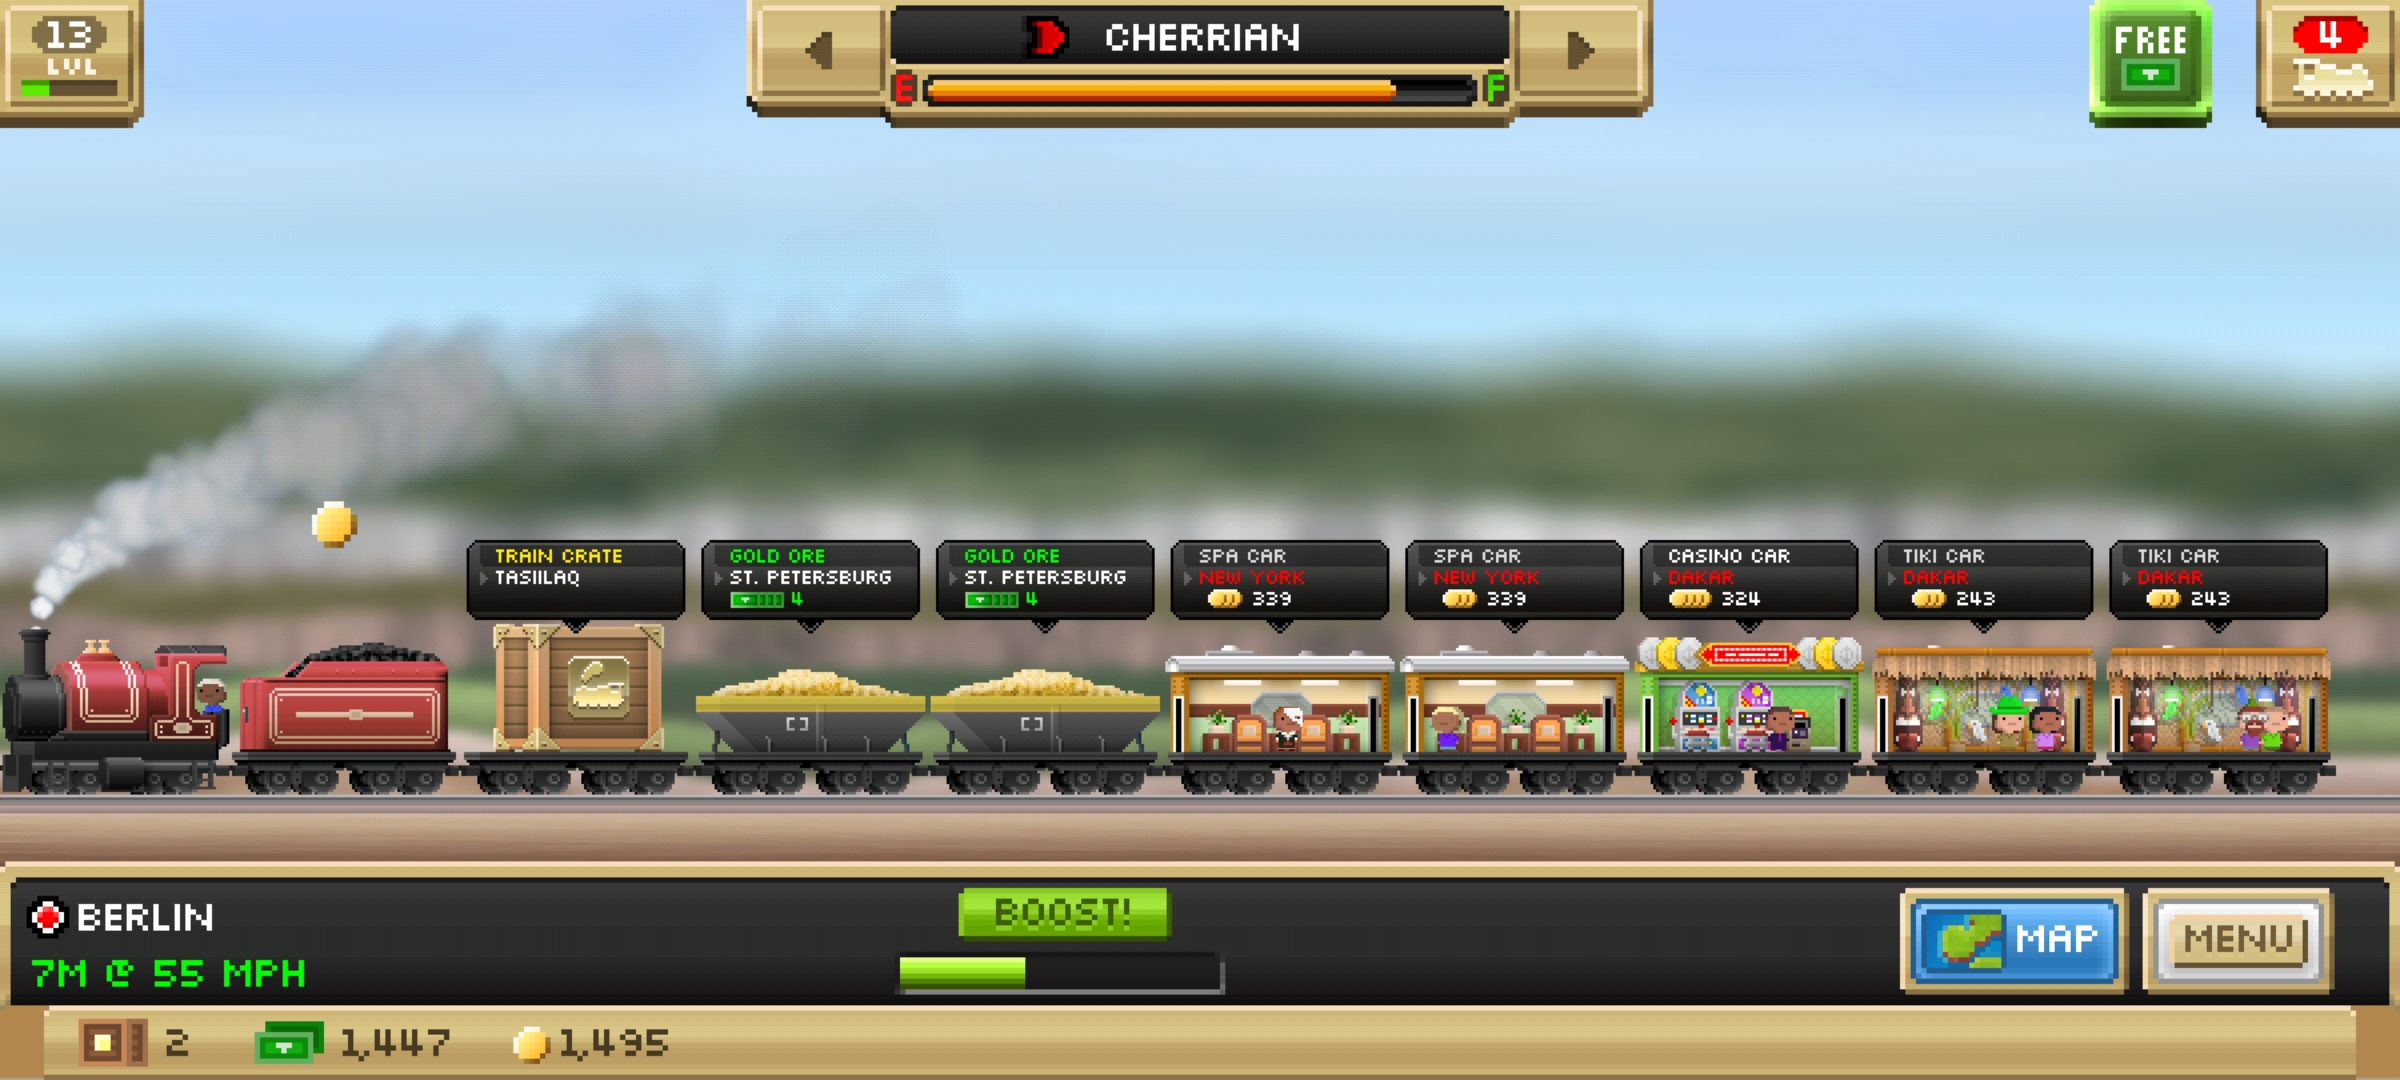 13
LVL
CHERRIAN
E F
FREE
4
TRAIN CRATE
TASIILAQ
GOLD ORE
ST. PETERSBURG
4
GOLD ORE
ST. PETERSBURG
4
SPA CAR
NEW YORK
339
SPA CAR
NEW YORK
339
CASINO CAR
DAKAR
324
TIKI CAR
DAKAR
243
TIKI CAR
DAKAR
243
BERLIN
7M @ 55 MPH
BOOST!
MAP
MENU
2 1,447 1,495